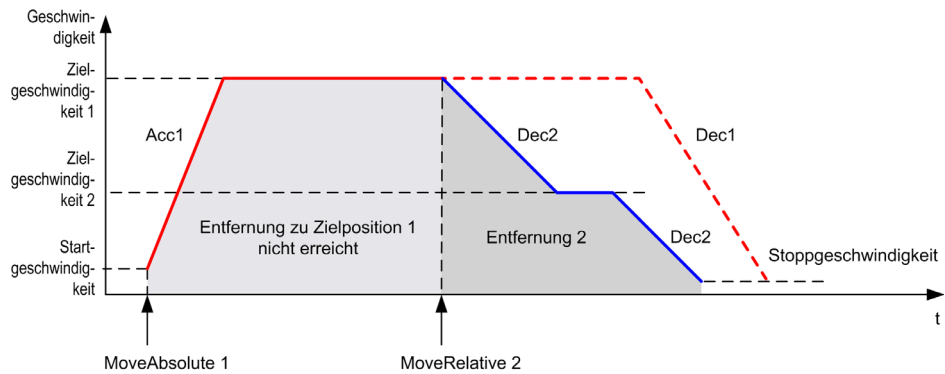 Geschwin-
digkeit
Ziel-
geschwindig-
keit 1
Acc1
Dec2
Dec1
Ziel-
geschwindig-
keit 2
Entfernung zu Zielposition 1
nicht erreicht
Entfernung 2
Dec2
Start-
geschwindig-
keit
Stoppgeschwindigkeit
t
MoveAbsolute 1
MoveRelative 2